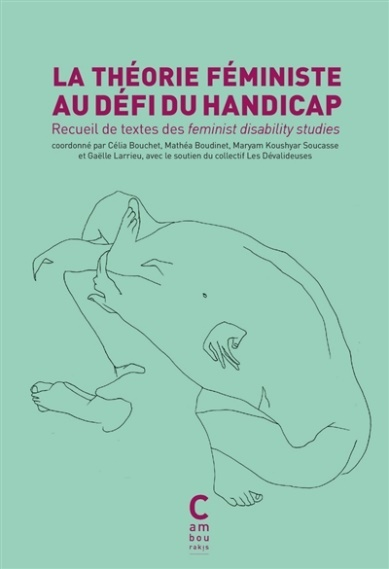 LA THÉORIE FÉMINISTE
AU DÉFI DU HANDICAP
Recueil de textes des feminist disability studies
coordonné par Célia Bouchet, Mathéa Boudinet, Maryam Koushyar Soucasse
et Gaëlle Larrieu, avec le soutien du collectif Les Dévalideuses
C
am
bou
rakis